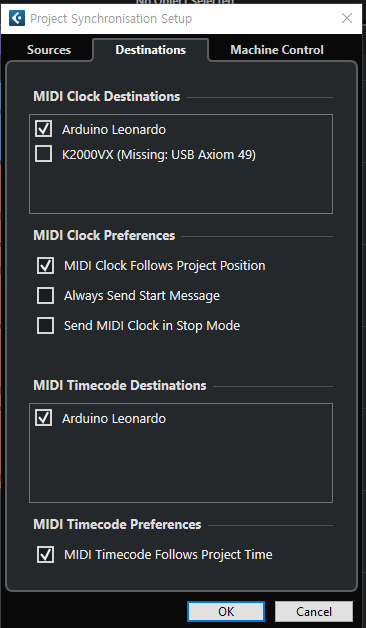 No Object Selected
Project Synchronisation Setup
Sources
Destinations
Machine Control
MIDI Clock Destinations
Arduino Leonardo
K2000VX (Missing: USB Axiom 49)
MIDI Clock Preferences
MIDI Clock Follows Project Position
Always Send Start Message
Send MIDI Clock in Stop Mode
MIDI Timecode Destinations
Arduino Leonardo
MIDI Timecode Preferences
MIDI Timecode Follows Project Time
OK
Cancel